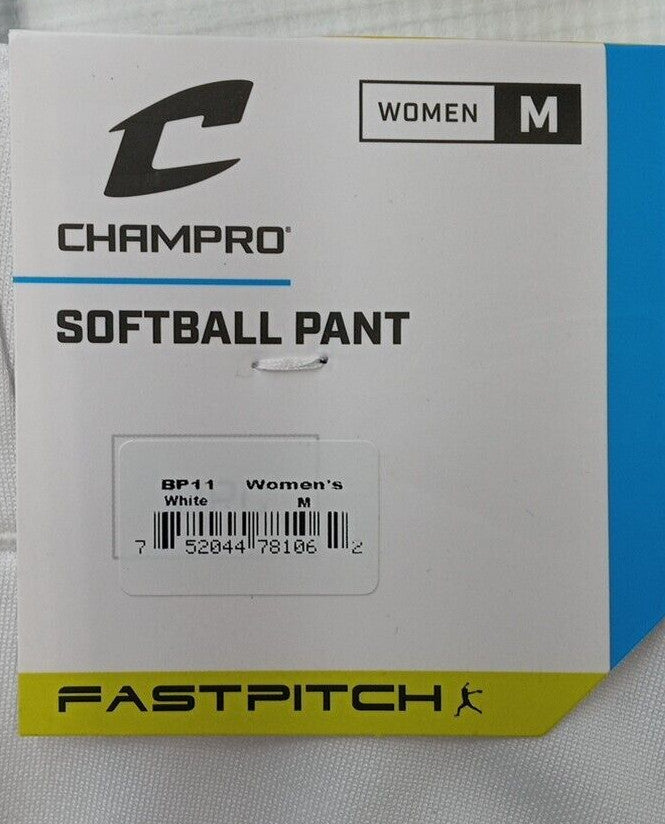 WOMEN M
CHAMPRO®
SOFTBALL PANT
BP11 Women's
White M
7 52044 78106 2
FASTPITCH